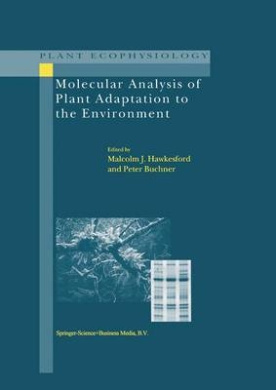 PLANT ECOPHYSIOLOGY
Molecular Analysis of
Plant Adaptation to
the Environment
Edited by
Malcolm J. Hawkesford
and Peter Buchner
Springer-Science+Business Media, B.V.